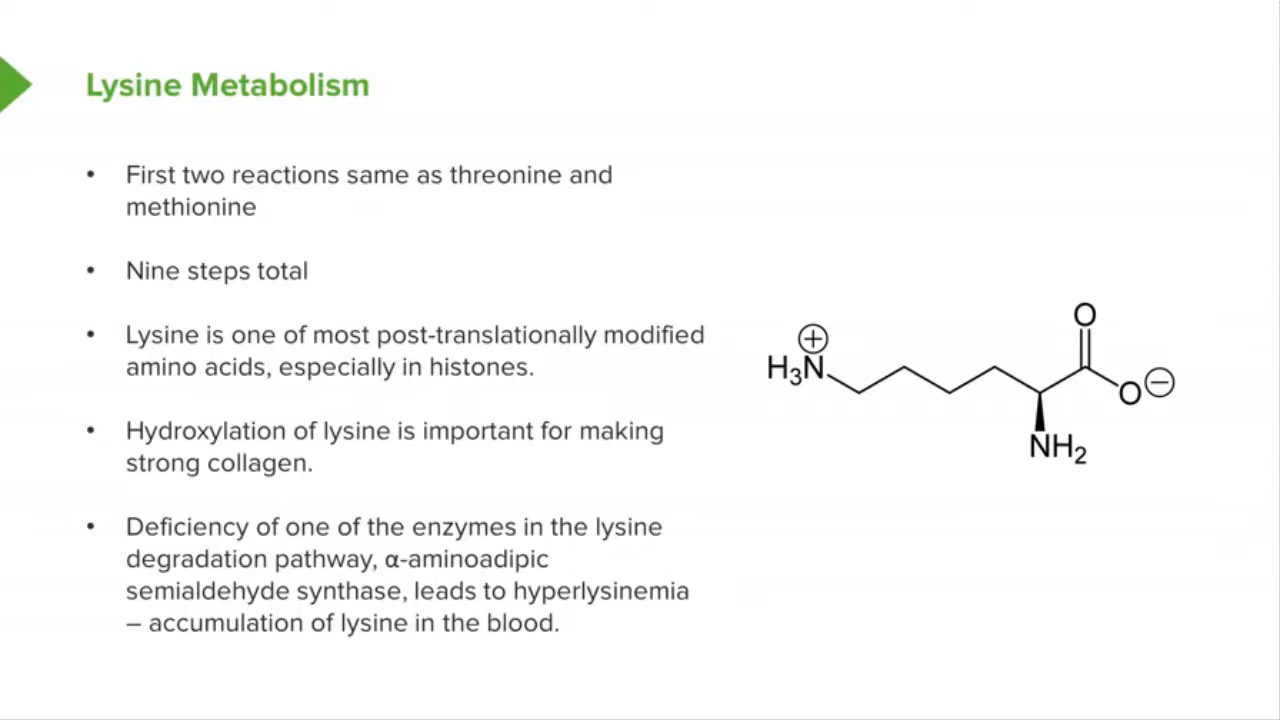 Lysine Metabolism
• First two reactions same as threonine and
methionine
• Nine steps total
• Lysine is one of most post-translationally modified
amino acids, especially in histones.
• Hydroxylation of lysine is important for making
strong collagen.
• Deficiency of one of the enzymes in the lysine
degradation pathway, α-aminoadipic
semialdehyde synthase, leads to hyperlysinemia
– accumulation of lysine in the blood.
O
⊕
H₃N
O⊖
NH₂